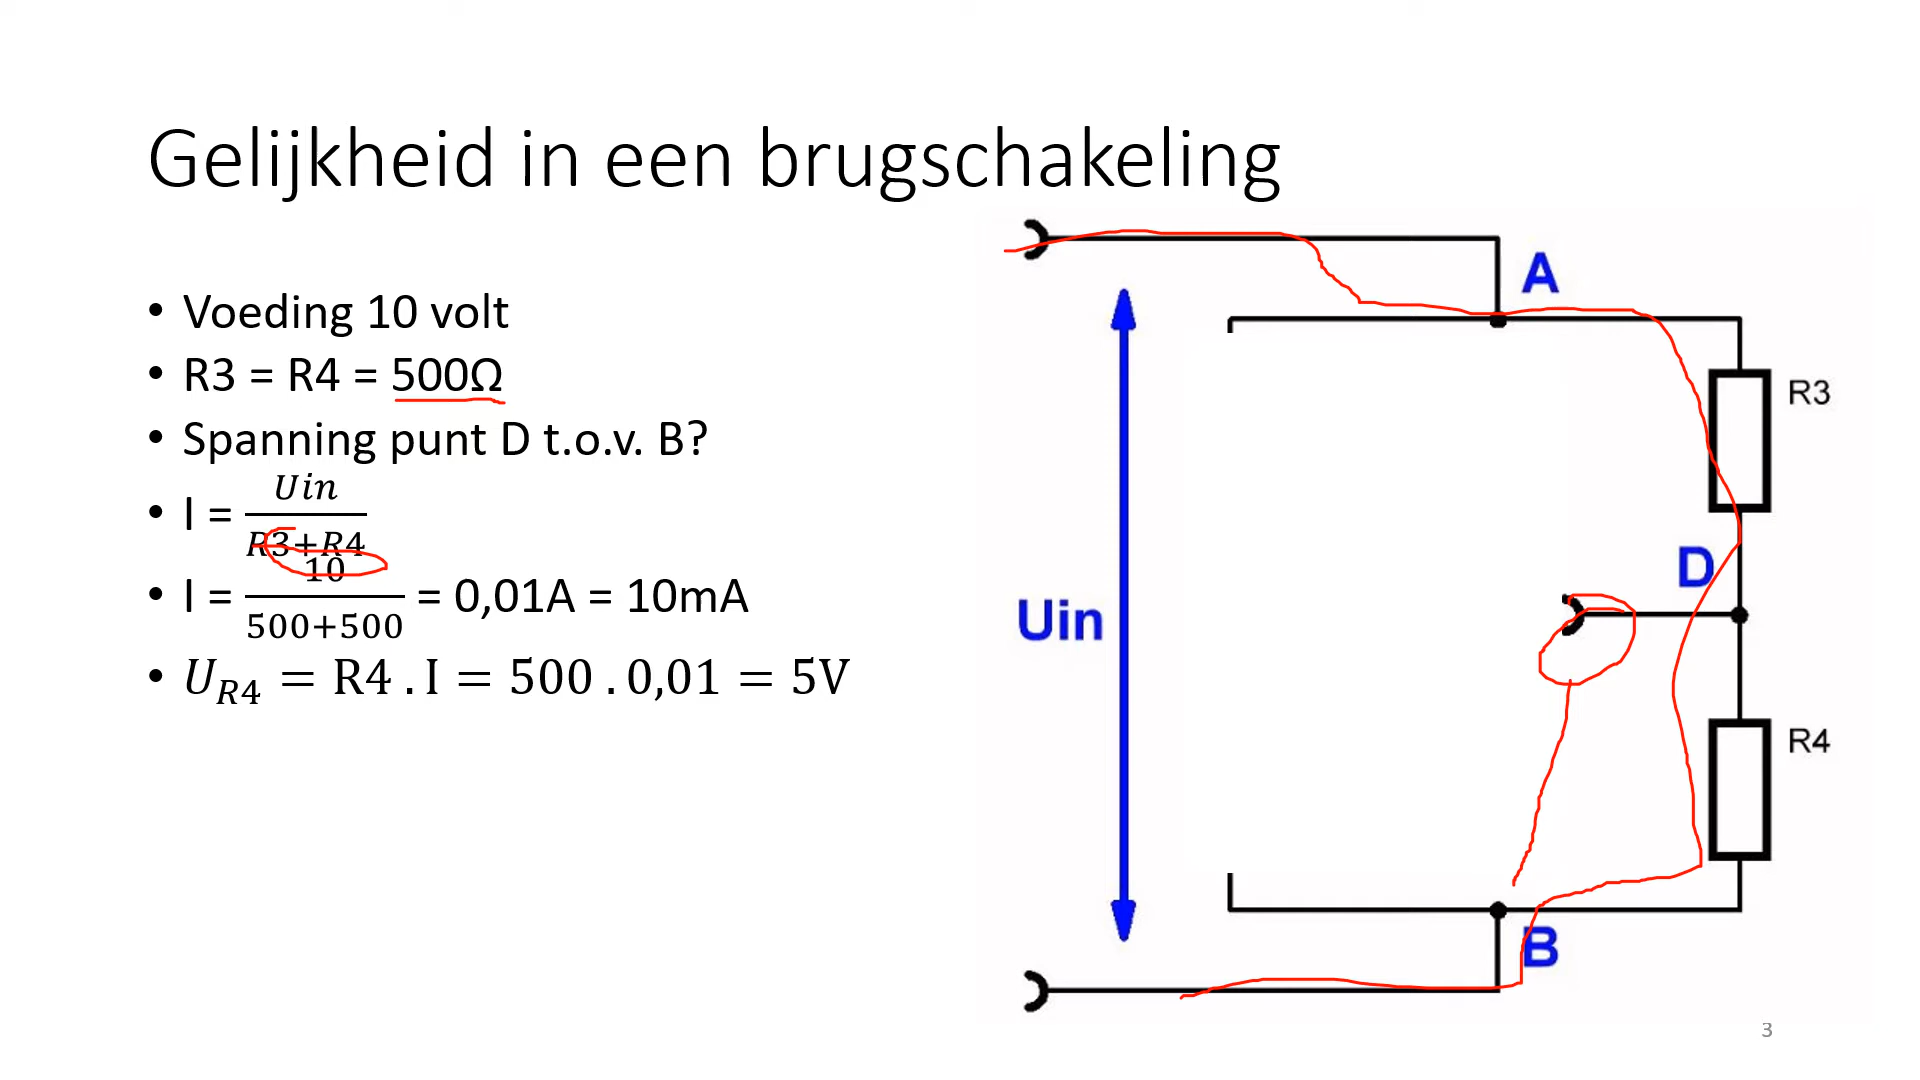 Gelijkheid in een brugschakeling
• Voeding 10 volt
• R3 = R4 = 500Ω
• Spanning punt D t.o.v. B?
• I = Uin / R3+R4
• I = 10 / 500+500 = 0,01A = 10mA
• U_R4 = R4 . I = 500 . 0,01 = 5V
A
R3
D
Uin
R4
B
3